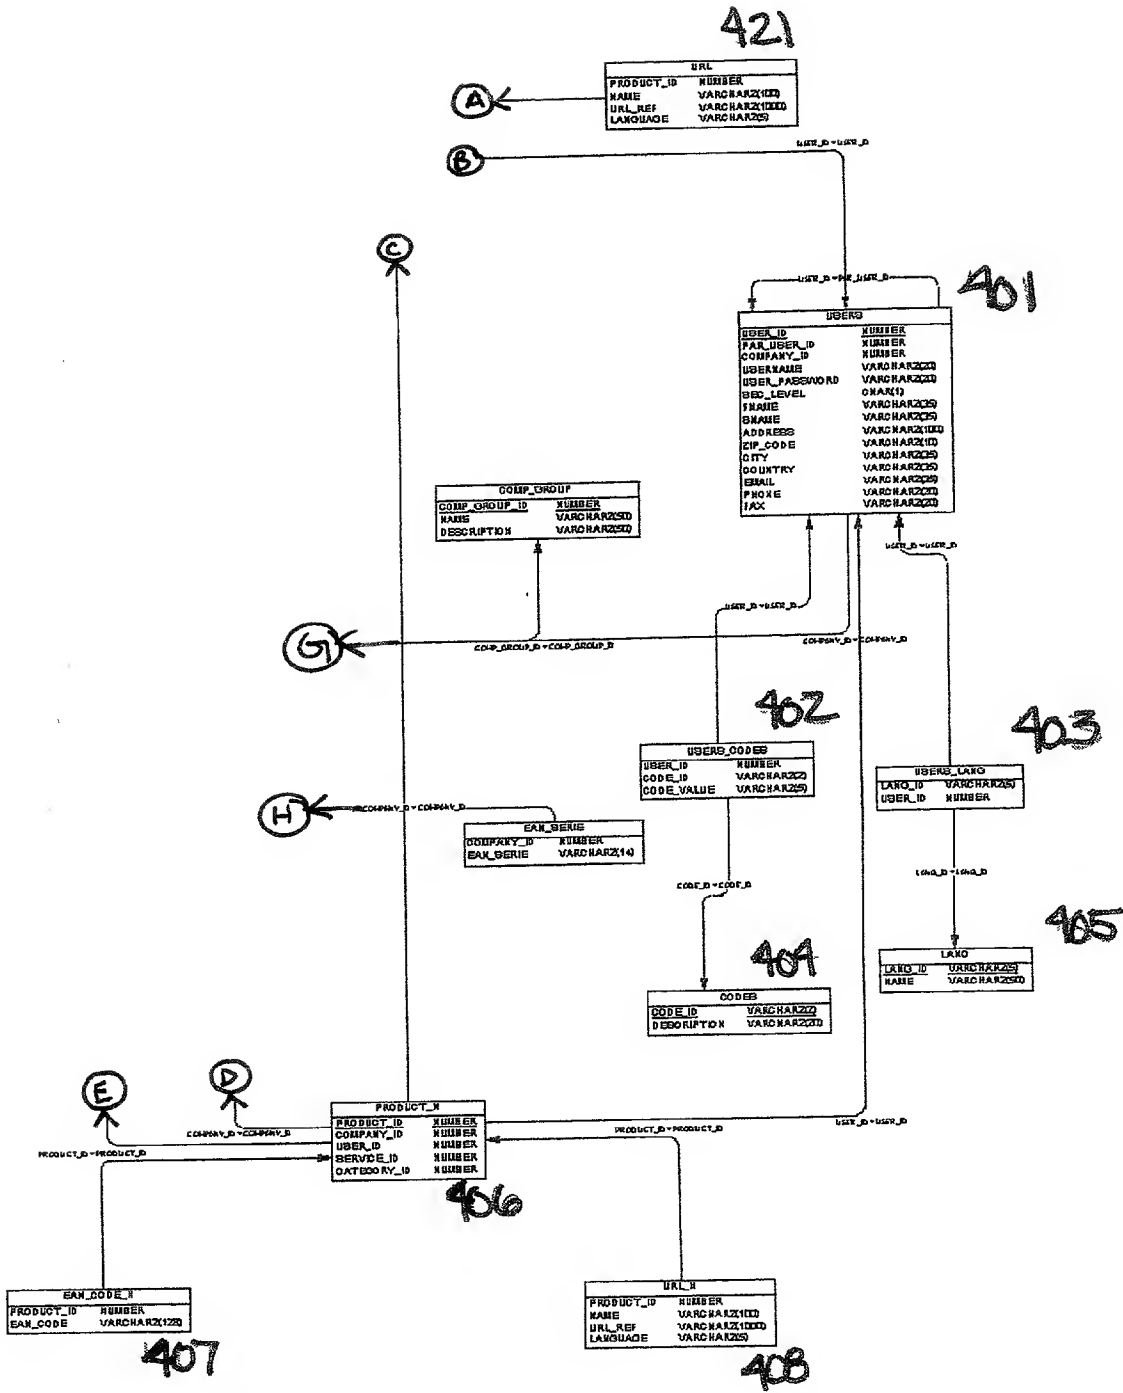 421
URL
PRODUCT_ID NUMBER
NAME VARCHAR2(100)
URL_REF VARCHAR2(1000)
LANGUAGE VARCHAR2(5)
A
B
USER_ID = USER_ID
C
USER_ID = PAR_USER_ID
401
USERS
USER_ID NUMBER
PAR_USER_ID NUMBER
COMPANY_ID NUMBER
USERNAME VARCHAR2(20)
USER_PASSWORD VARCHAR2(20)
SEC_LEVEL CHAR(1)
FNAME VARCHAR2(35)
SNAME VARCHAR2(35)
ADDRESS VARCHAR2(100)
ZIP_CODE VARCHAR2(10)
CITY VARCHAR2(35)
COUNTRY VARCHAR2(35)
EMAIL VARCHAR2(35)
PHONE VARCHAR2(20)
FAX VARCHAR2(20)
COMP_GROUP
COMP_GROUP_ID NUMBER
NAME VARCHAR2(50)
DESCRIPTION VARCHAR2(50)
USER_ID = USER_ID
USER_ID = USER_ID
G
COMP_GROUP_ID = COMP_GROUP_ID
COMPANY_ID = COMPANY_ID
402
USERS_CODES
USER_ID NUMBER
CODE_ID VARCHAR2(2)
CODE_VALUE VARCHAR2(5)
403
USERS_LANG
LANG_ID VARCHAR2(5)
USER_ID NUMBER
H
COMPANY_ID = COMPANY_ID
EAN_SERIE
COMPANY_ID NUMBER
EAN_SERIE VARCHAR2(14)
CODE_ID = CODE_ID
LANG_ID = LANG_ID
404
CODES
CODE_ID VARCHAR2(2)
DESCRIPTION VARCHAR2(20)
405
LANG
LANG_ID VARCHAR2(5)
NAME VARCHAR2(50)
E
D
PRODUCT_N
PRODUCT_ID NUMBER
COMPANY_ID NUMBER
USER_ID NUMBER
SERVICE_ID NUMBER
CATEGORY_ID NUMBER
406
COMPANY_ID = COMPANY_ID
PRODUCT_ID = PRODUCT_ID
PRODUCT_ID = PRODUCT_ID
USER_ID = USER_ID
EAN_CODE_N
PRODUCT_ID NUMBER
EAN_CODE VARCHAR2(128)
407
URL_N
PRODUCT_ID NUMBER
NAME VARCHAR2(100)
URL_REF VARCHAR2(1000)
LANGUAGE VARCHAR2(5)
408